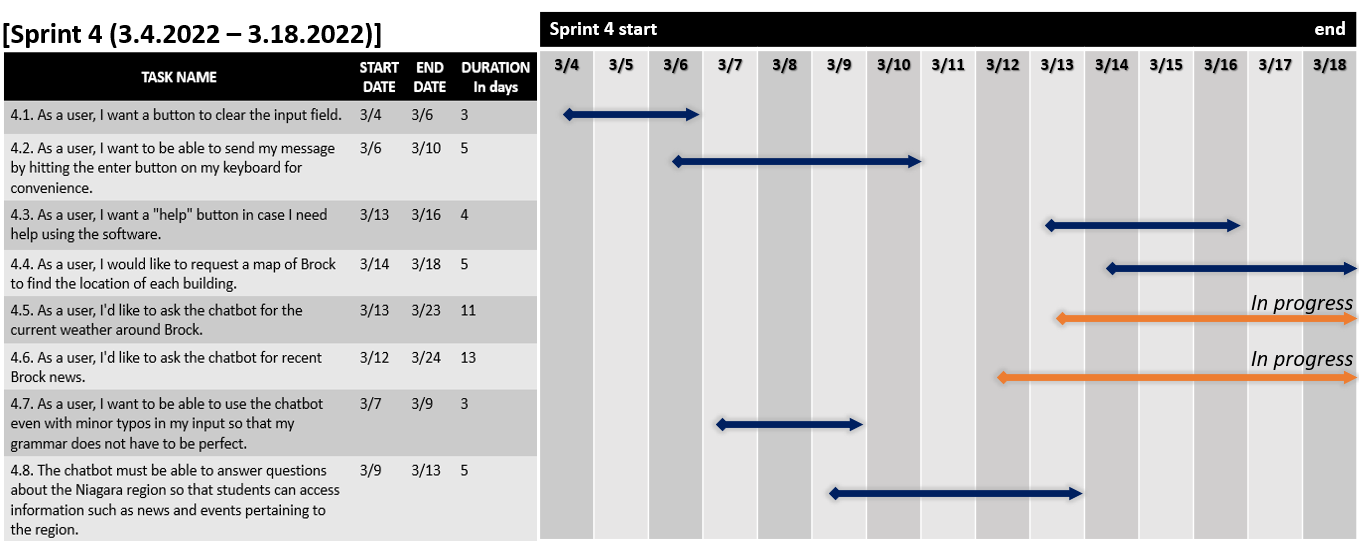 [Sprint 4 (3.4.2022 – 3.18.2022)]
Sprint 4 start end
TASK NAME START DATE END DATE DURATION In days
3/4 3/5 3/6 3/7 3/8 3/9 3/10 3/11 3/12 3/13 3/14 3/15 3/16 3/17 3/18
4.1. As a user, I want a button to clear the input field. 3/4 3/6 3
4.2. As a user, I want to be able to send my message 3/6 3/10 5
by hitting the enter button on my keyboard for
convenience.
4.3. As a user, I want a "help" button in case I need 3/13 3/16 4
help using the software.
4.4. As a user, I would like to request a map of Brock 3/14 3/18 5
to find the location of each building.
4.5. As a user, I'd like to ask the chatbot for the 3/13 3/23 11
current weather around Brock.
In progress
4.6. As a user, I'd like to ask the chatbot for recent 3/12 3/24 13
Brock news.
In progress
4.7. As a user, I want to be able to use the chatbot 3/7 3/9 3
even with minor typos in my input so that my
grammar does not have to be perfect.
4.8. The chatbot must be able to answer questions 3/9 3/13 5
about the Niagara region so that students can access
information such as news and events pertaining to
the region.